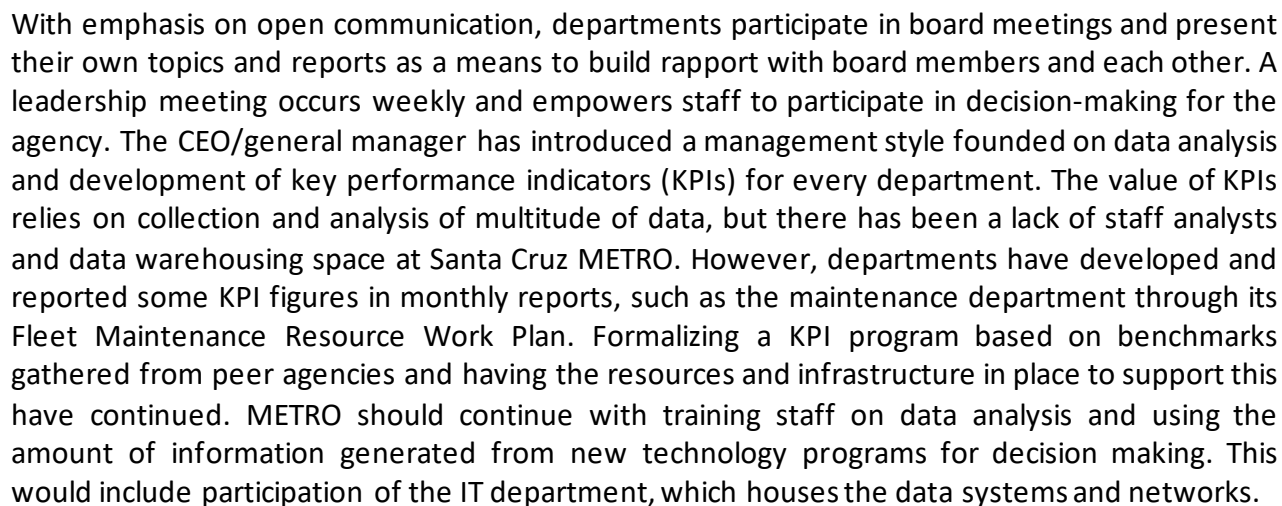 With emphasis on open communication, departments participate in board meetings and present
their own topics and reports as a means to build rapport with board members and each other. A
leadership meeting occurs weekly and empowers staff to participate in decision-making for the
agency. The CEO/general manager has introduced a management style founded on data analysis
and development of key performance indicators (KPIs) for every department. The value of KPIs
relies on collection and analysis of multitude of data, but there has been a lack of staff analysts
and data warehousing space at Santa Cruz METRO. However, departments have developed and
reported some KPI figures in monthly reports, such as the maintenance department through its
Fleet Maintenance Resource Work Plan. Formalizing a KPI program based on benchmarks
gathered from peer agencies and having the resources and infrastructure in place to support this
have continued. METRO should continue with training staff on data analysis and using the
amount of information generated from new technology programs for decision making. This
would include participation of the IT department, which houses the data systems and networks.